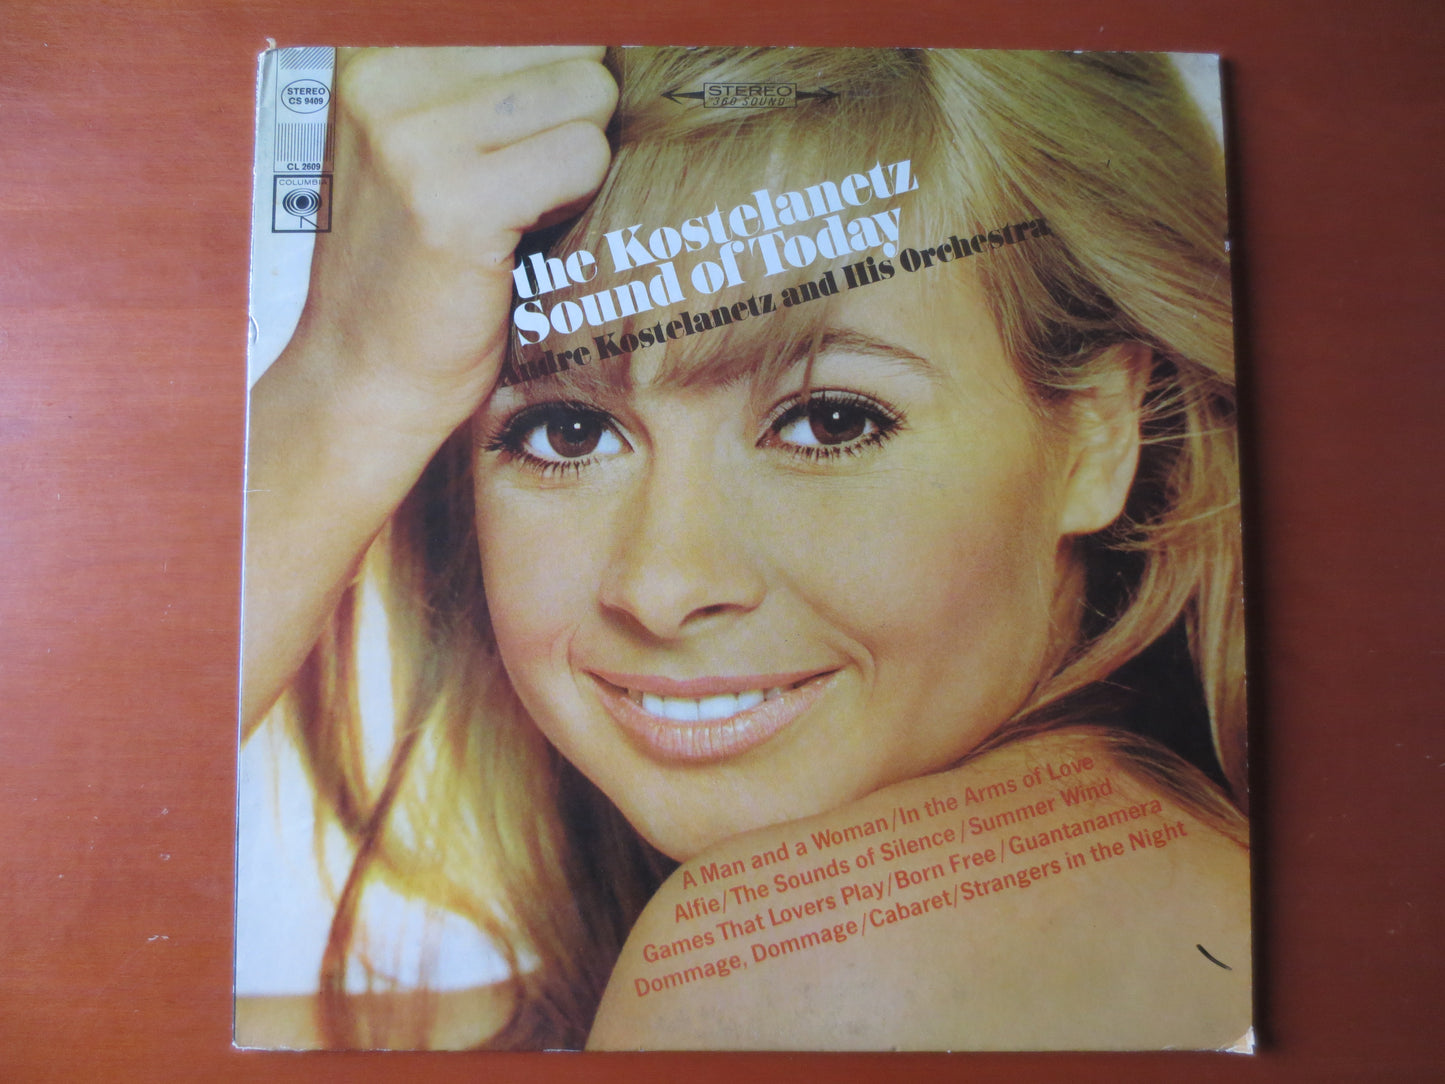 STEREO
CS 9409
CL 2609
COLUMBIA
STEREO
"360 SOUND"
the Kostelanetz
Sound of Today
Andre Kostelanetz and His Orchestra
A Man and a Woman/In the Arms of Love
Alfie/The Sounds of Silence/Summer Wind
Games That Lovers Play/Born Free/Guantanamera
Dommage, Dommage/Cabaret/Strangers in the Night